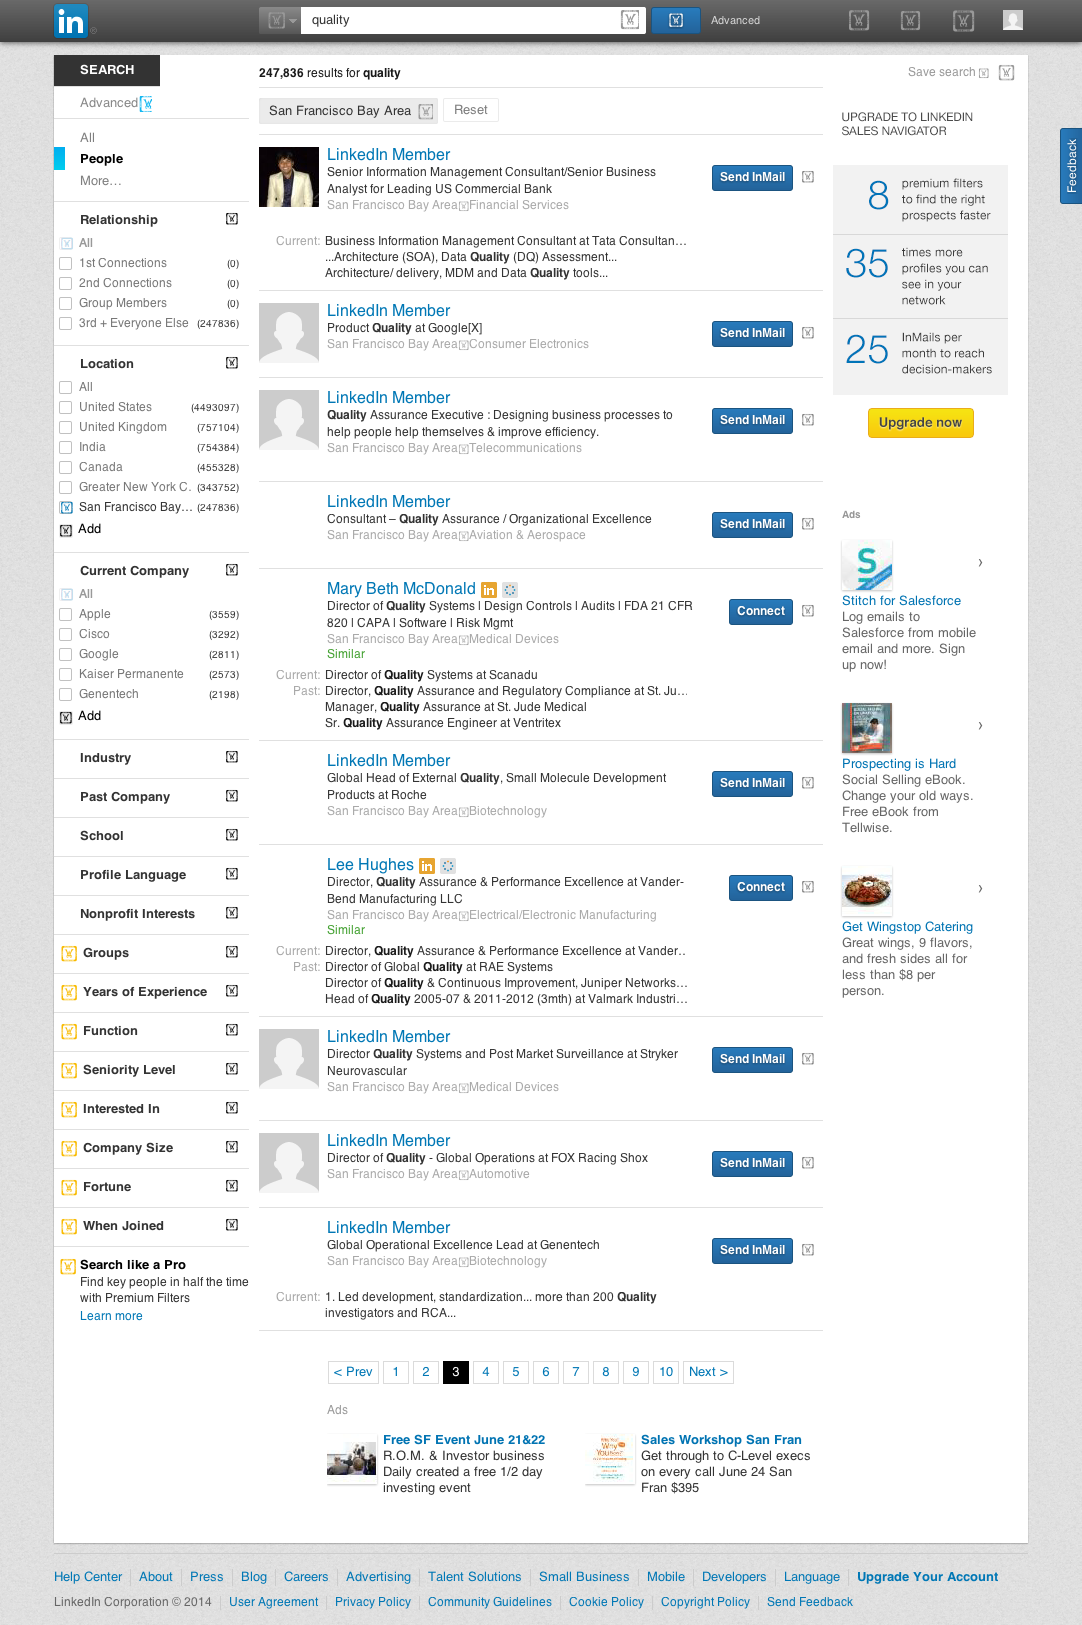 in
quality
Advanced
SEARCH
Advanced
All
People
More...
Relationship
All
1st Connections (0)
2nd Connections (0)
Group Members (0)
3rd + Everyone Else (247836)
Location
All
United States (4493097)
United Kingdom (757104)
India (754384)
Canada (455328)
Greater New York C. (343752)
San Francisco Bay... (247836)
Add
Current Company
All
Apple (3559)
Cisco (3292)
Google (2811)
Kaiser Permanente (2573)
Genentech (2198)
Add
Industry
Past Company
School
Profile Language
Nonprofit Interests
Groups
Years of Experience
Function
Seniority Level
Interested In
Company Size
Fortune
When Joined
Search like a Pro
Find key people in half the time
with Premium Filters
Learn more
247,836 results for quality
Save search
San Francisco Bay Area
Reset
LinkedIn Member
Senior Information Management Consultant/Senior Business
Analyst for Leading US Commercial Bank
San Francisco Bay Area Financial Services
Send InMail
Current: Business Information Management Consultant at Tata Consultan...
...Architecture (SOA), Data Quality (DQ) Assessment...
Architecture/ delivery, MDM and Data Quality tools...
LinkedIn Member
Product Quality at Google[X]
San Francisco Bay Area Consumer Electronics
Send InMail
LinkedIn Member
Quality Assurance Executive : Designing business processes to
help people help themselves & improve efficiency.
San Francisco Bay Area Telecommunications
Send InMail
LinkedIn Member
Consultant – Quality Assurance / Organizational Excellence
San Francisco Bay Area Aviation & Aerospace
Send InMail
Mary Beth McDonald in
Director of Quality Systems l Design Controls l Audits l FDA 21 CFR
820 l CAPA l Software l Risk Mgmt
San Francisco Bay Area Medical Devices
Similar
Connect
Current: Director of Quality Systems at Scanadu
Past: Director, Quality Assurance and Regulatory Compliance at St. Ju...
Manager, Quality Assurance at St. Jude Medical
Sr. Quality Assurance Engineer at Ventritex
LinkedIn Member
Global Head of External Quality, Small Molecule Development
Products at Roche
San Francisco Bay Area Biotechnology
Send InMail
Lee Hughes in
Director, Quality Assurance & Performance Excellence at Vander-
Bend Manufacturing LLC
San Francisco Bay Area Electrical/Electronic Manufacturing
Similar
Connect
Current: Director, Quality Assurance & Performance Excellence at Vander..
Past: Director of Global Quality at RAE Systems
Director of Quality & Continuous Improvement, Juniper Networks...
Head of Quality 2005-07 & 2011-2012 (3mth) at Valmark Industri...
LinkedIn Member
Director Quality Systems and Post Market Surveillance at Stryker
Neurovascular
San Francisco Bay Area Medical Devices
Send InMail
LinkedIn Member
Director of Quality - Global Operations at FOX Racing Shox
San Francisco Bay Area Automotive
Send InMail
LinkedIn Member
Global Operational Excellence Lead at Genentech
San Francisco Bay Area Biotechnology
Send InMail
Current: 1. Led development, standardization... more than 200 Quality
investigators and RCA...
< Prev 1 2 3 4 5 6 7 8 9 10 Next >
Ads
Free SF Event June 21&22
R.O.M. & Investor business
Daily created a free 1/2 day
investing event
Sales Workshop San Fran
Get through to C-Level execs
on every call June 24 San
Fran $395
UPGRADE TO LINKEDIN
SALES NAVIGATOR
8 premium filters
to find the right
prospects faster
35 times more
profiles you can
see in your
network
25 InMails per
month to reach
decision-makers
Upgrade now
Feedback
Ads
S
Stitch for Salesforce
Log emails to
Salesforce from mobile
email and more. Sign
up now!
Prospecting is Hard
Social Selling eBook.
Change your old ways.
Free eBook from
Tellwise.
Get Wingstop Catering
Great wings, 9 flavors,
and fresh sides all for
less than $8 per
person.
Help Center About Press Blog Careers Advertising Talent Solutions Small Business Mobile Developers Language Upgrade Your Account
LinkedIn Corporation © 2014 User Agreement Privacy Policy Community Guidelines Cookie Policy Copyright Policy Send Feedback